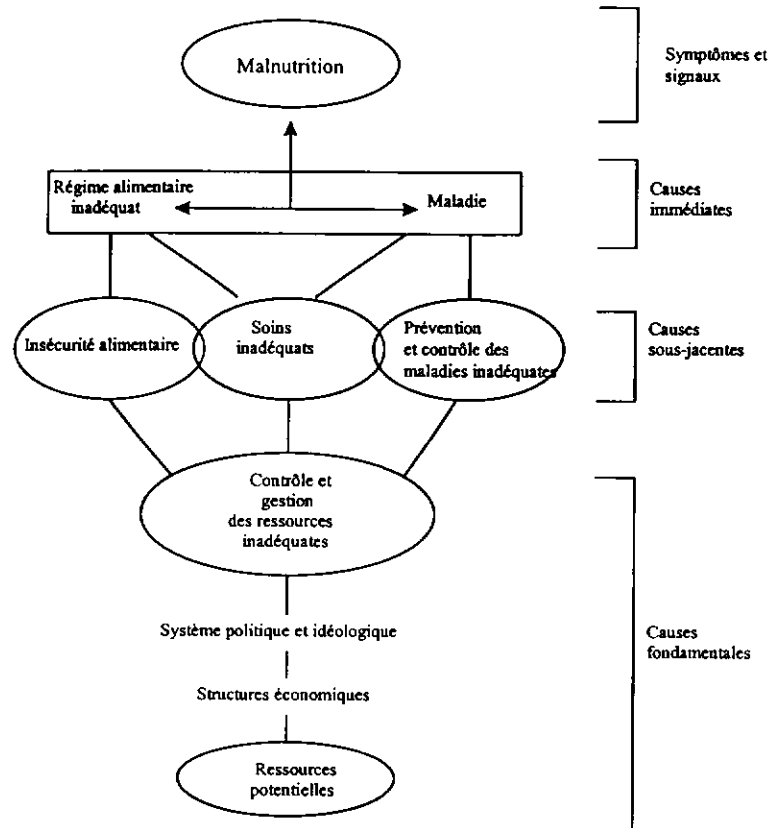 Malnutrition
Symptômes et
signaux
Régime alimentaire
inadéquat
Maladie
Causes
immédiates
Insécurité alimentaire
Soins
inadéquats
Prévention
et contrôle des
maladies inadéquates
Causes
sous-jacentes
Contrôle et
gestion
des ressources
inadéquates
Système politique et idéologique
Structures économiques
Ressources
potentielles
Causes
fondamentales